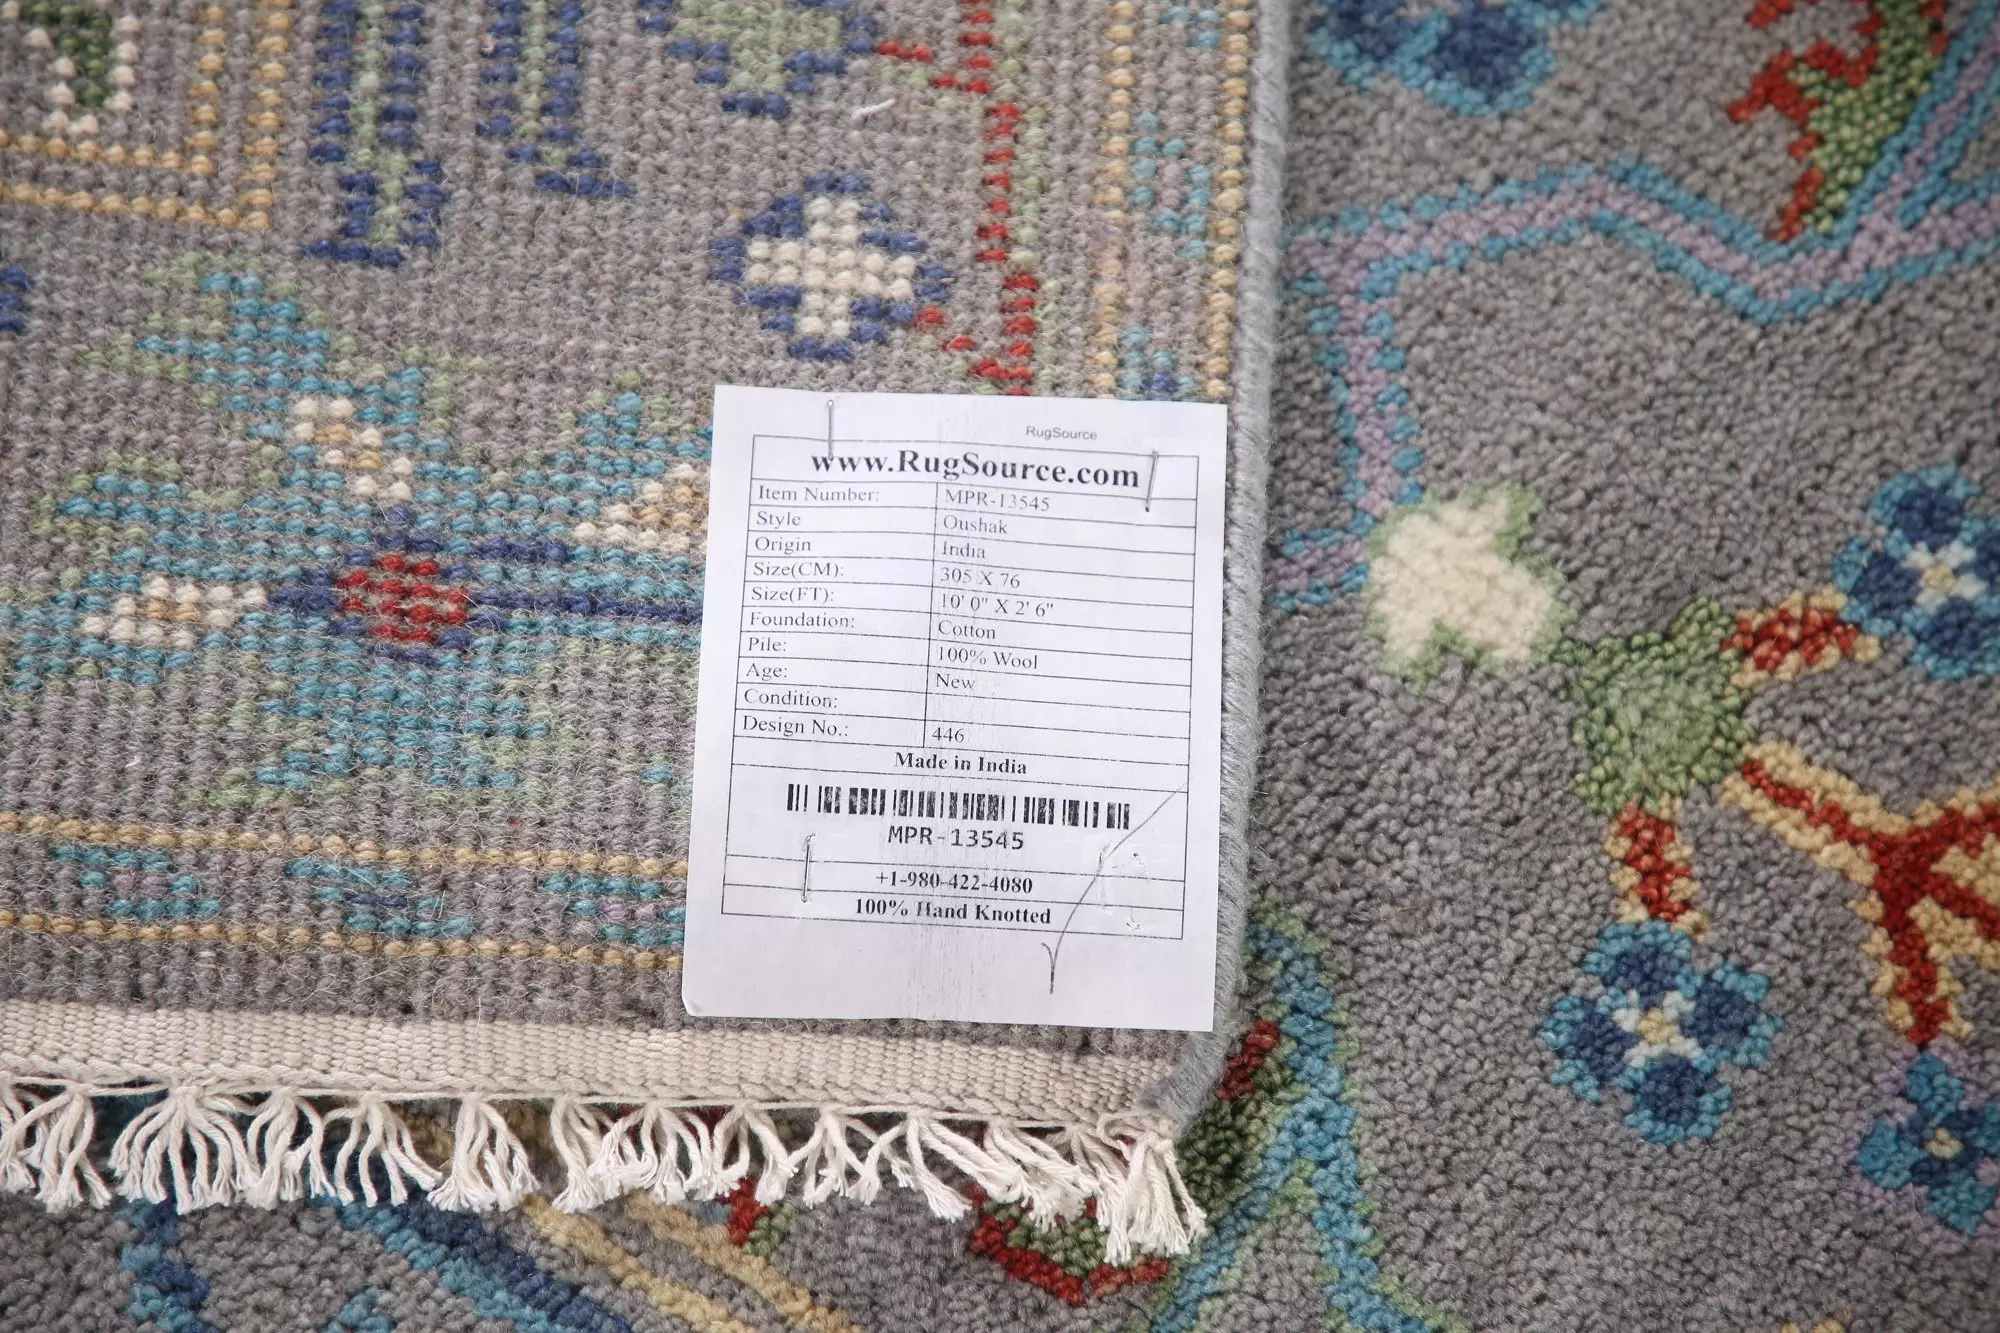 RugSource
www.RugSource.com
Item Number: MPR-13545
Style Oushak
Origin India
Size(CM): 305 X 76
Size(FT): 10' 0" X 2' 6"
Foundation: Cotton
Pile: 100% Wool
Age: New
Condition:
Design No.: 446
Made in India
MPR-13545
+1-980-422-4080
100% Hand Knotted